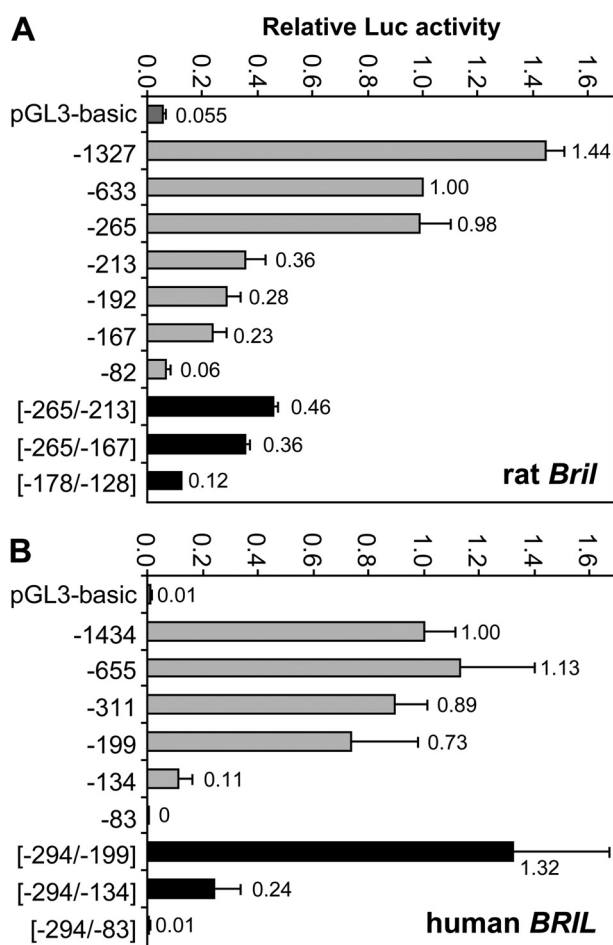 A
Relative Luc activity
0.0 0.2 0.4 0.6 0.8 1.0 1.2 1.4 1.6
pGL3-basic 0.055
-1327 1.44
-633 1.00
-265 0.98
-213 0.36
-192 0.28
-167 0.23
-82 0.06
[-265/-213] 0.46
[-265/-167] 0.36
[-178/-128] 0.12
rat Bril
B
0.0 0.2 0.4 0.6 0.8 1.0 1.2 1.4 1.6
pGL3-basic 0.01
-1434 1.00
-655 1.13
-311 0.89
-199 0.73
-134 0.11
-83 0
[-294/-199] 1.32
[-294/-134] 0.24
[-294/-83] 0.01
human BRIL